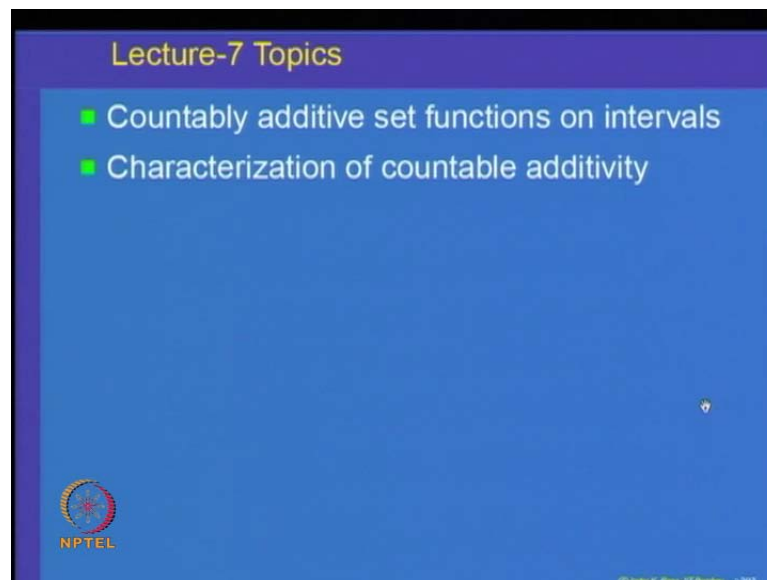 Lecture-7 Topics
Countably additive set functions on intervals
Characterization of countable additivity
NPTEL